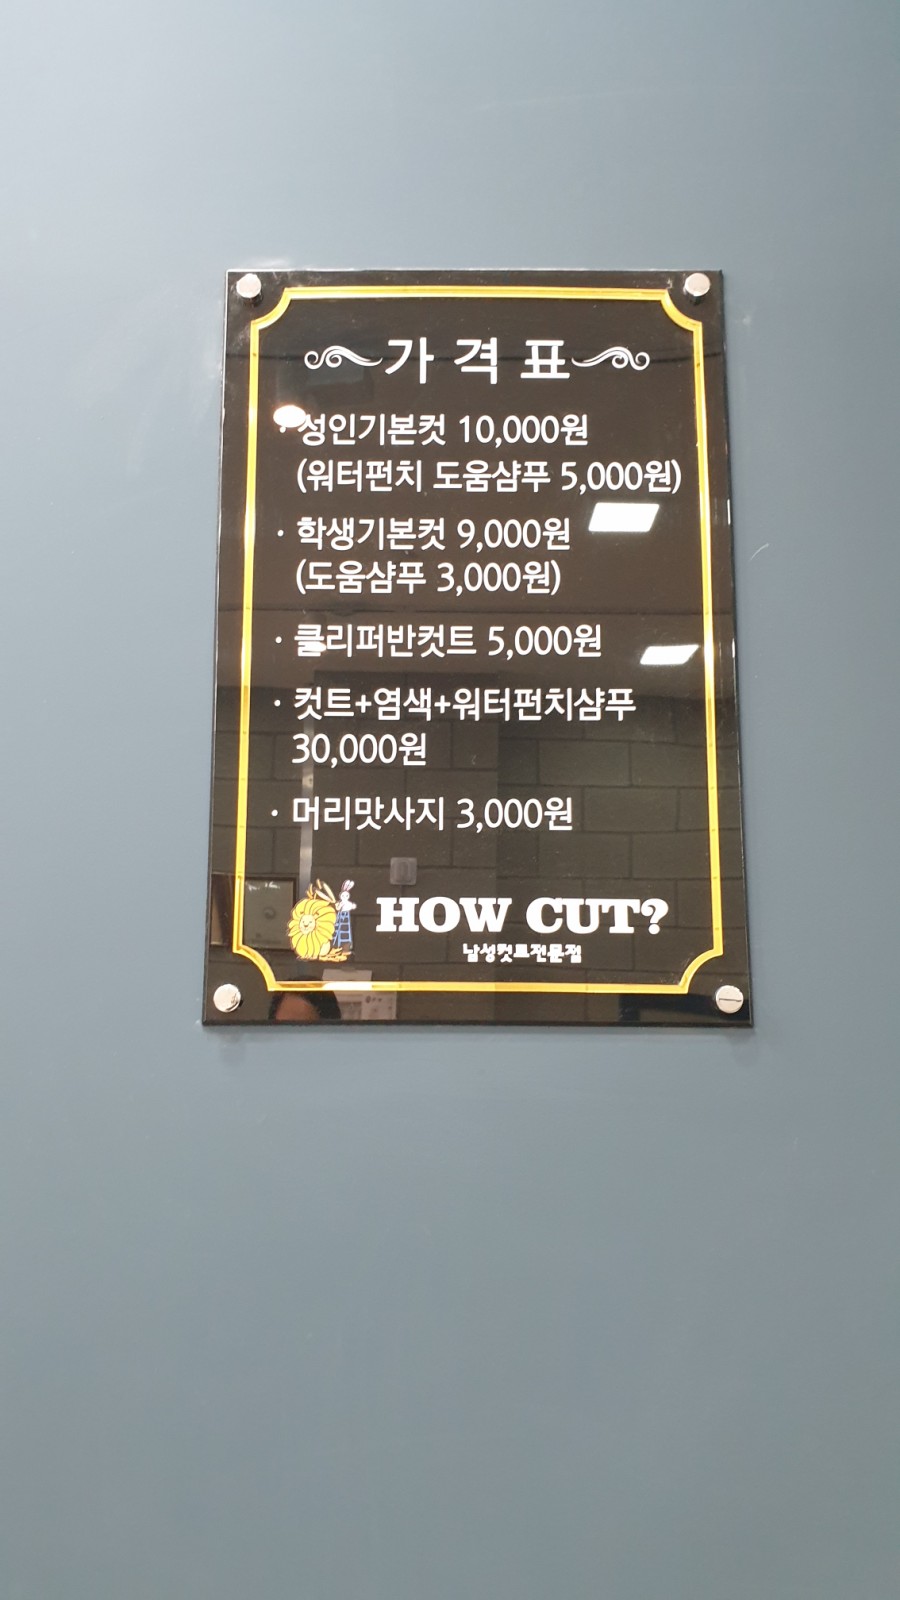 가격표
· 성인기본컷 10,000원
(워터펀치 도움샴푸 5,000원)
· 학생기본컷 9,000원
(도움샴푸 3,000원)
· 클리퍼반컷트 5,000원
· 컷트+염색+워터펀치샴푸
30,000원
· 머리맛사지 3,000원
HOW CUT?
남성컷트전문점